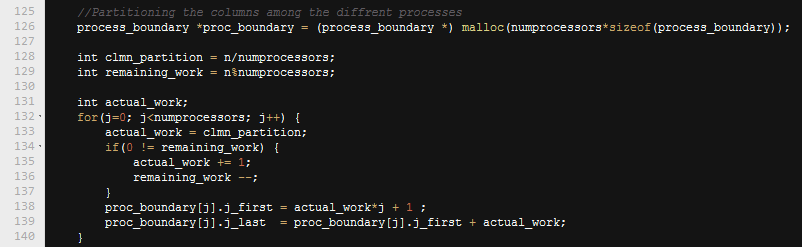 125 //Partitioning the columns among the diffrent processes
126 process_boundary *proc_boundary = (process_boundary *) malloc(numprocessors*sizeof(process_boundary));
127
128 int clmn_partition = n/numprocessors;
129 int remaining_work = n%numprocessors;
130
131 int actual_work;
132 for(j=0; j<numprocessors; j++) {
133 actual_work = clmn_partition;
134 if(0 != remaining_work) {
135 actual_work += 1;
136 remaining_work --;
137 }
138 proc_boundary[j].j_first = actual_work*j + 1 ;
139 proc_boundary[j].j_last  = proc_boundary[j].j_first + actual_work;
140 }